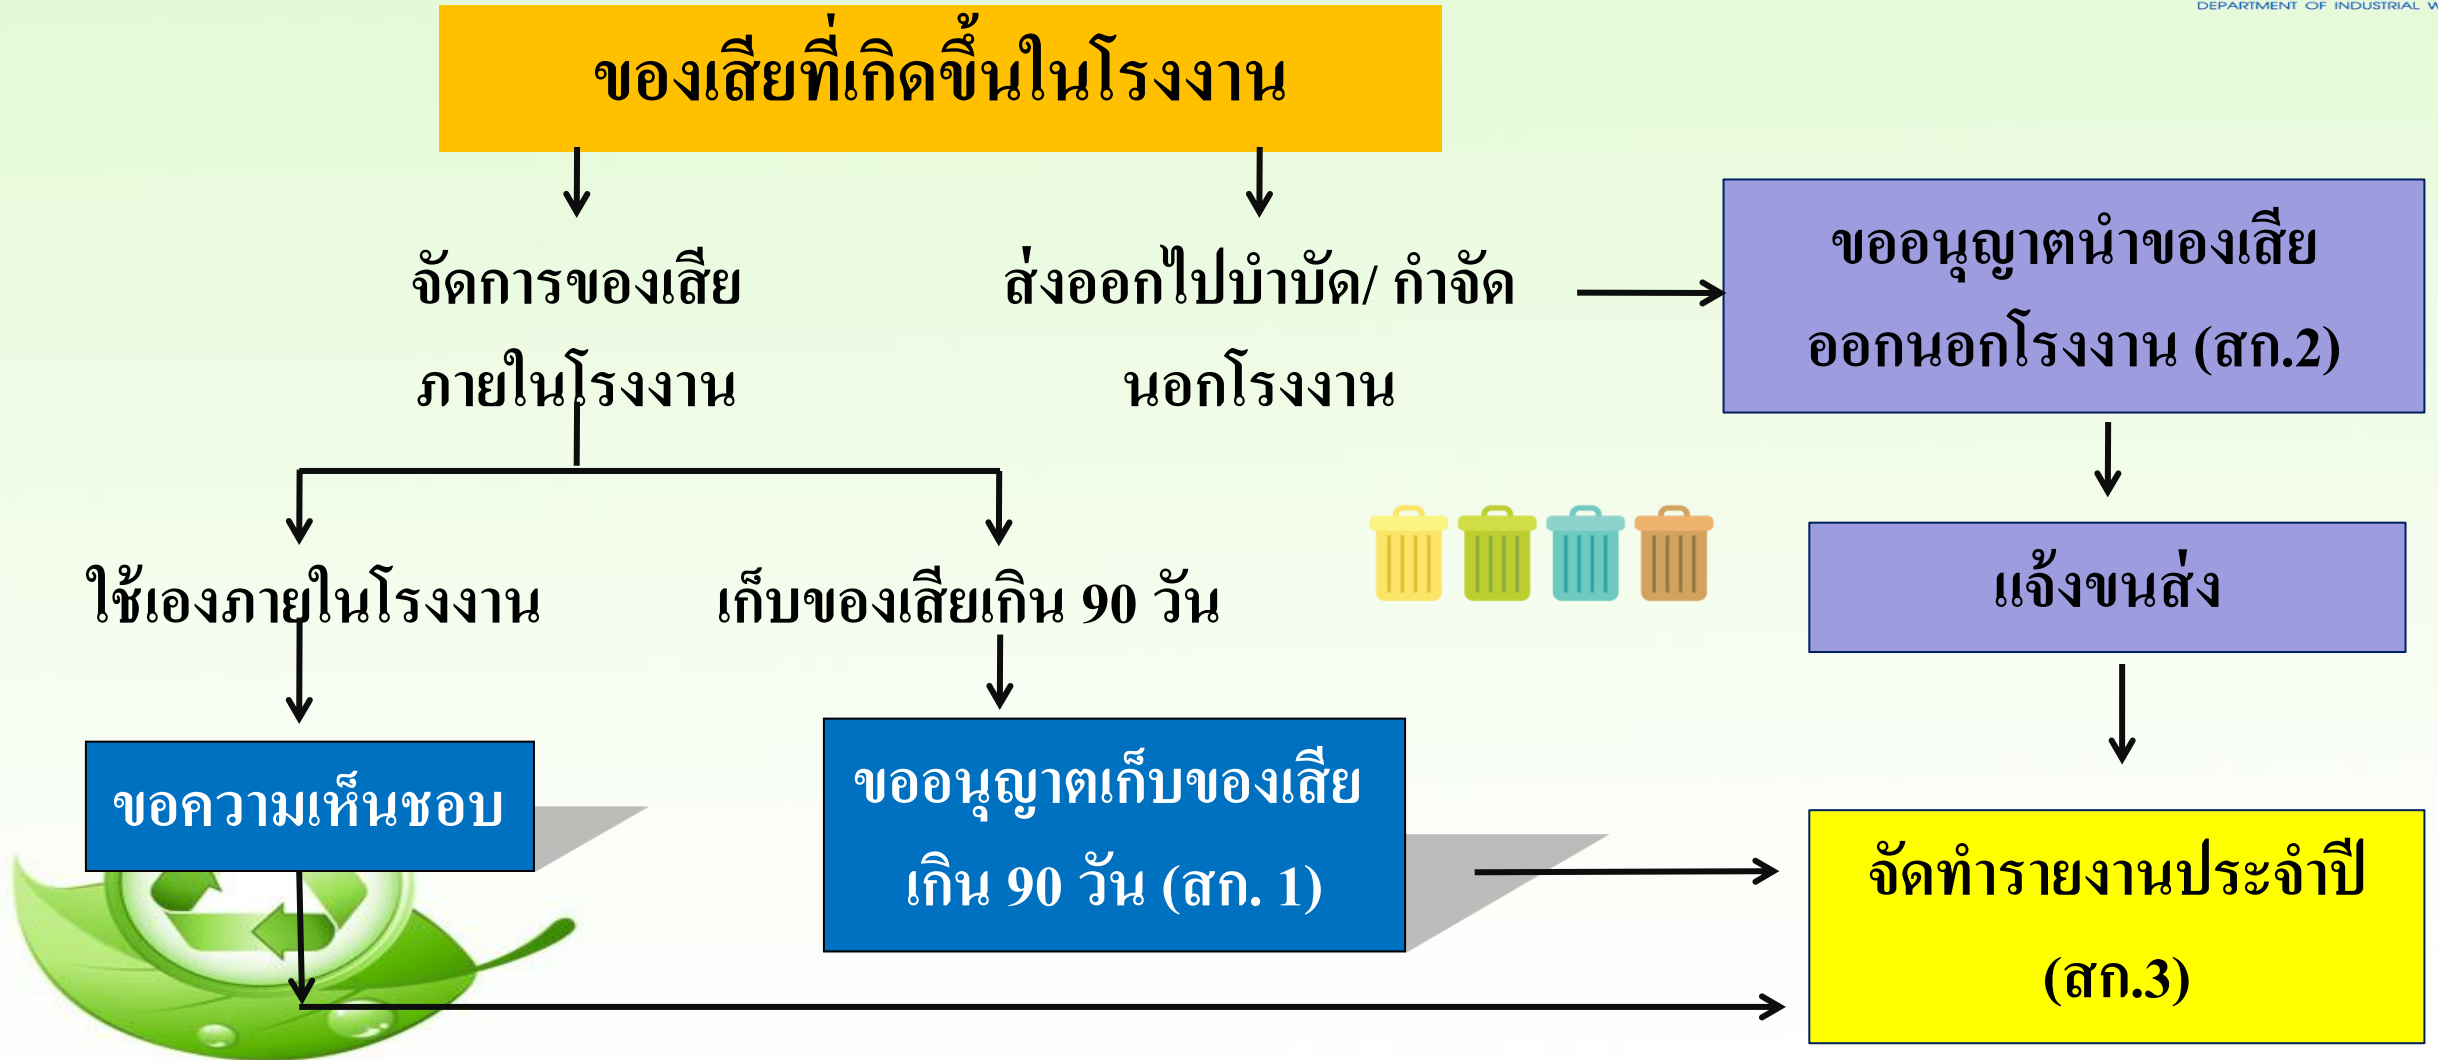 DEPARTMENT OF INDUSTRIAL
ของเสียที่เกิดขึ้นในโรงงาน
จัดการของเสีย
ภายในโรงงาน
ส่งออกไปบำบัด/ กำจัด
นอกโรงงาน
ขออนุญาตนำของเสีย
ออกนอกโรงงาน (สก.2)
ใช้เองภายในโรงงาน
เก็บของเสียเกิน 90 วัน
แจ้งขนส่ง
ขอความเห็นชอบ
ขออนุญาตเก็บของเสีย
เกิน 90 วัน (สก. 1)
จัดทำรายงานประจำปี
(สก.3)